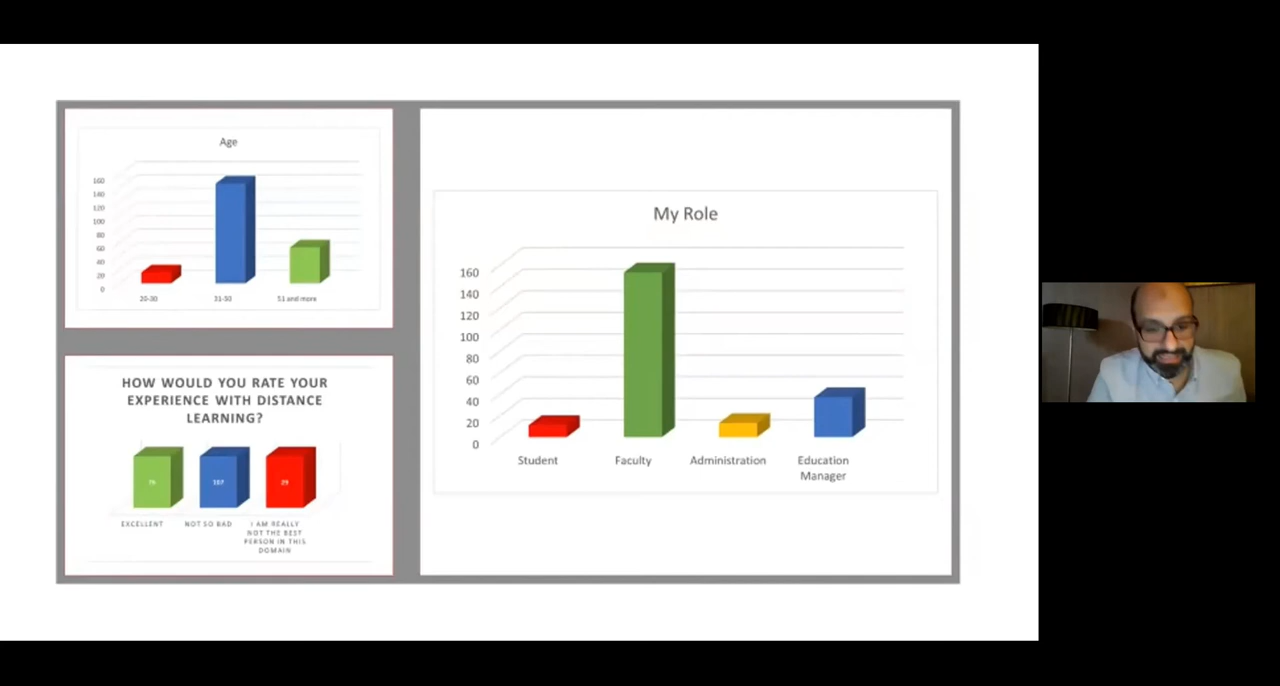 Age
160
140
120
100
80
60
40
20
0
20-30
31-50
51 and more
HOW WOULD YOU RATE YOUR
EXPERIENCE WITH DISTANCE
LEARNING?
107
EXCELLENT
NOT SO BAD
I AM REALLY
NOT THE BEST
PERSON IN THIS
DOMAIN
My Role
160
140
120
100
80
60
40
20
0
Student
Faculty
Administration
Education
Manager